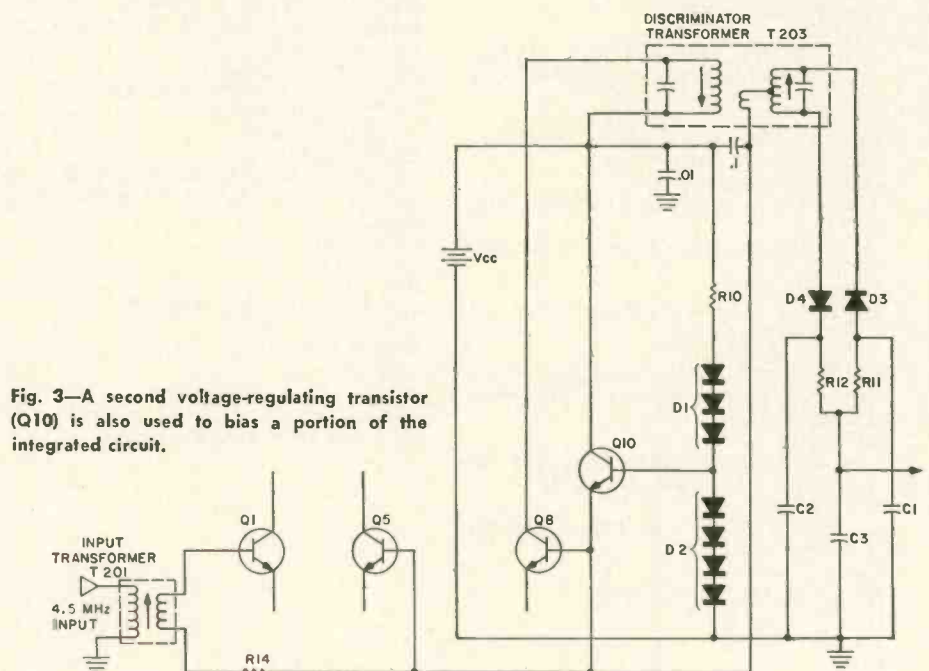 DISCRIMINATOR
TRANSFORMER T 203
.1
.01
Vcc
R10
D4
D3
R12
R11
D1
Fig. 3—A second voltage-regulating transistor
(Q10) is also used to bias a portion of the
integrated circuit.
Q10
Q1
Q5
Q8
D2
C2
C3
C1
INPUT
TRANSFORMER
T 201
4.5 MHz
INPUT
R14